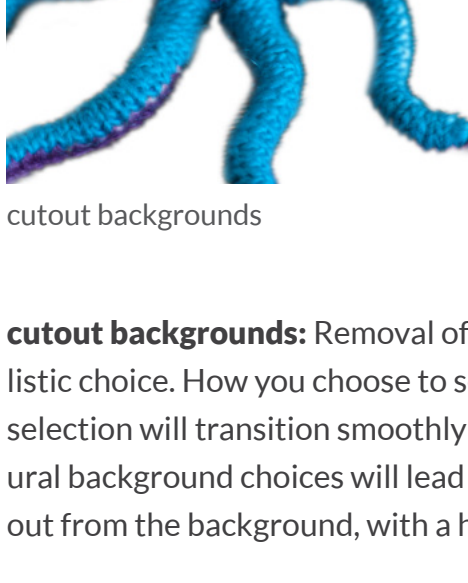 cutout backgrounds
cutout backgrounds: Removal of
listic choice. How you choose to s
selection will transition smoothly
ural background choices will lead
out from the background, with a h